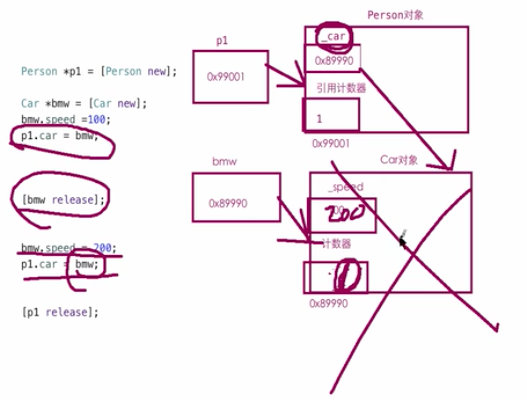 Person对象
_car
p1
0x89990
Person *p1 = [Person new];
0x99001
引用计数器
Car *bmw = [Car new];
bmw.speed =100;
1
p1.car = bmw;
0x99001
bmw
Car对象
_speed
[bmw release];
0x89990
200
计数器
bmw.speed = 200;
p1.car = bmw;
0x89990
[p1 release];